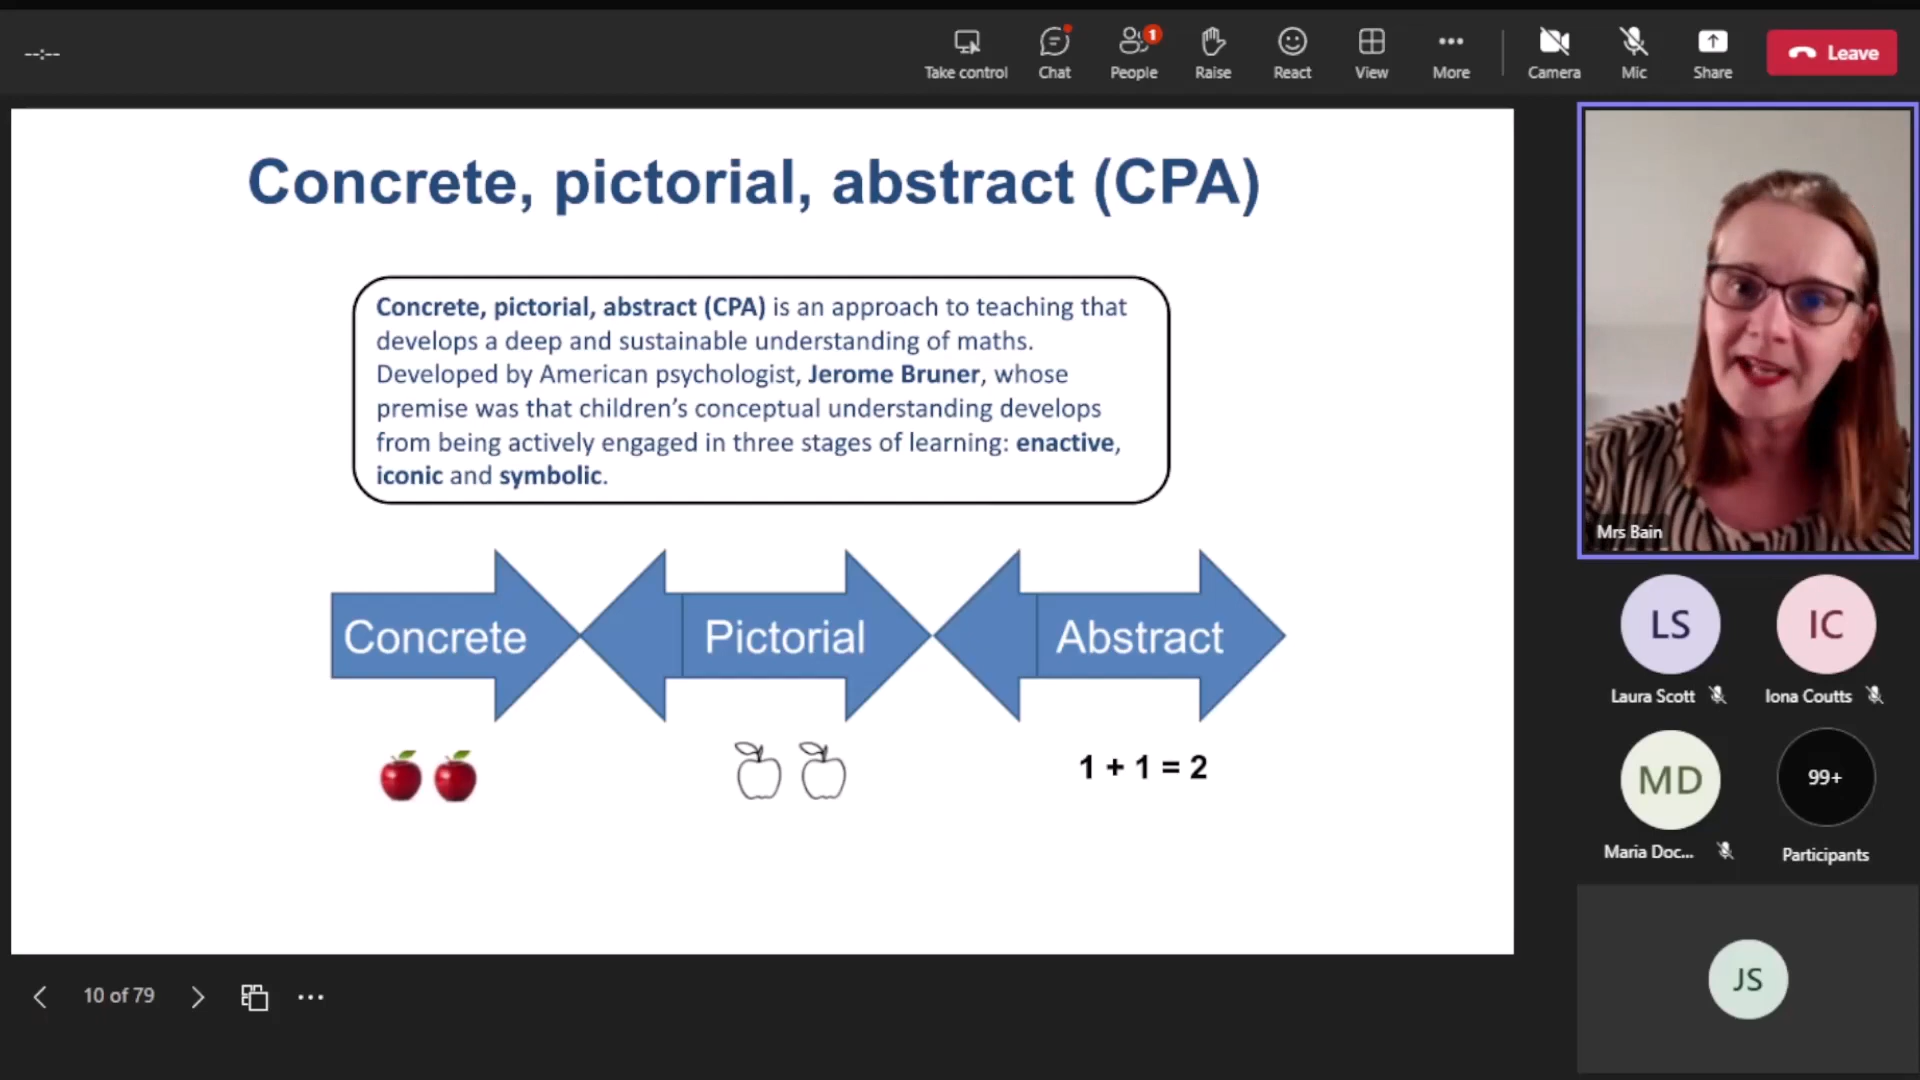 --:--
Take control
Chat
1
People
Raise
React
View
More
Camera
Mic
Share
Leave
Concrete, pictorial, abstract (CPA)
Concrete, pictorial, abstract (CPA) is an approach to teaching that
develops a deep and sustainable understanding of maths.
Developed by American psychologist, Jerome Bruner, whose
premise was that children’s conceptual understanding develops
from being actively engaged in three stages of learning: enactive,
iconic and symbolic.
Concrete
Pictorial
Abstract
1 + 1 = 2
Mrs Bain
LS
IC
Laura Scott
Iona Coutts
MD
99+
Maria Doc...
Participants
JS
10 of 79